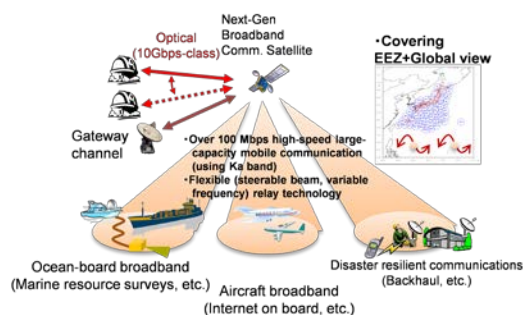 Optical
(10Gbps-class)
Next-Gen
Broadband
Comm. Satellite
•Covering
EEZ+Global view
Gateway
channel
•Over 100 Mbps high-speed large-
capacity mobile communication
(using Ka band)
•Flexible (steerable beam, variable
frequency) relay technology
Ocean-board broadband
(Marine resource surveys, etc.)
Aircraft broadband
(Internet on board, etc.)
Disaster resilient communications
(Backhaul, etc.)